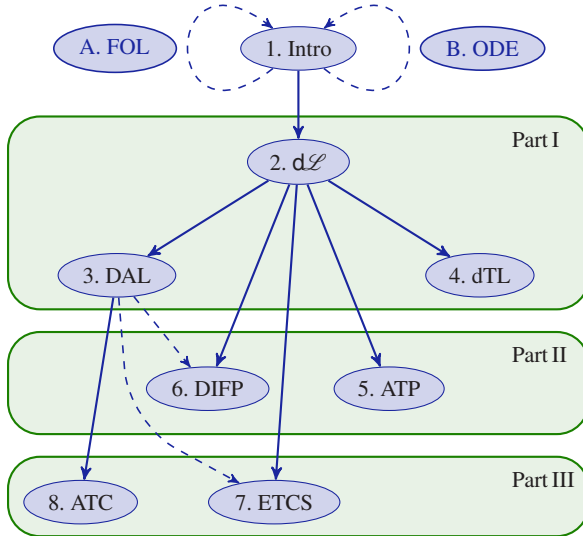 A. FOL
1. Intro
B. ODE
Part I
2. dℒ
3. DAL
4. dTL
Part II
6. DIFP
5. ATP
Part III
8. ATC
7. ETCS